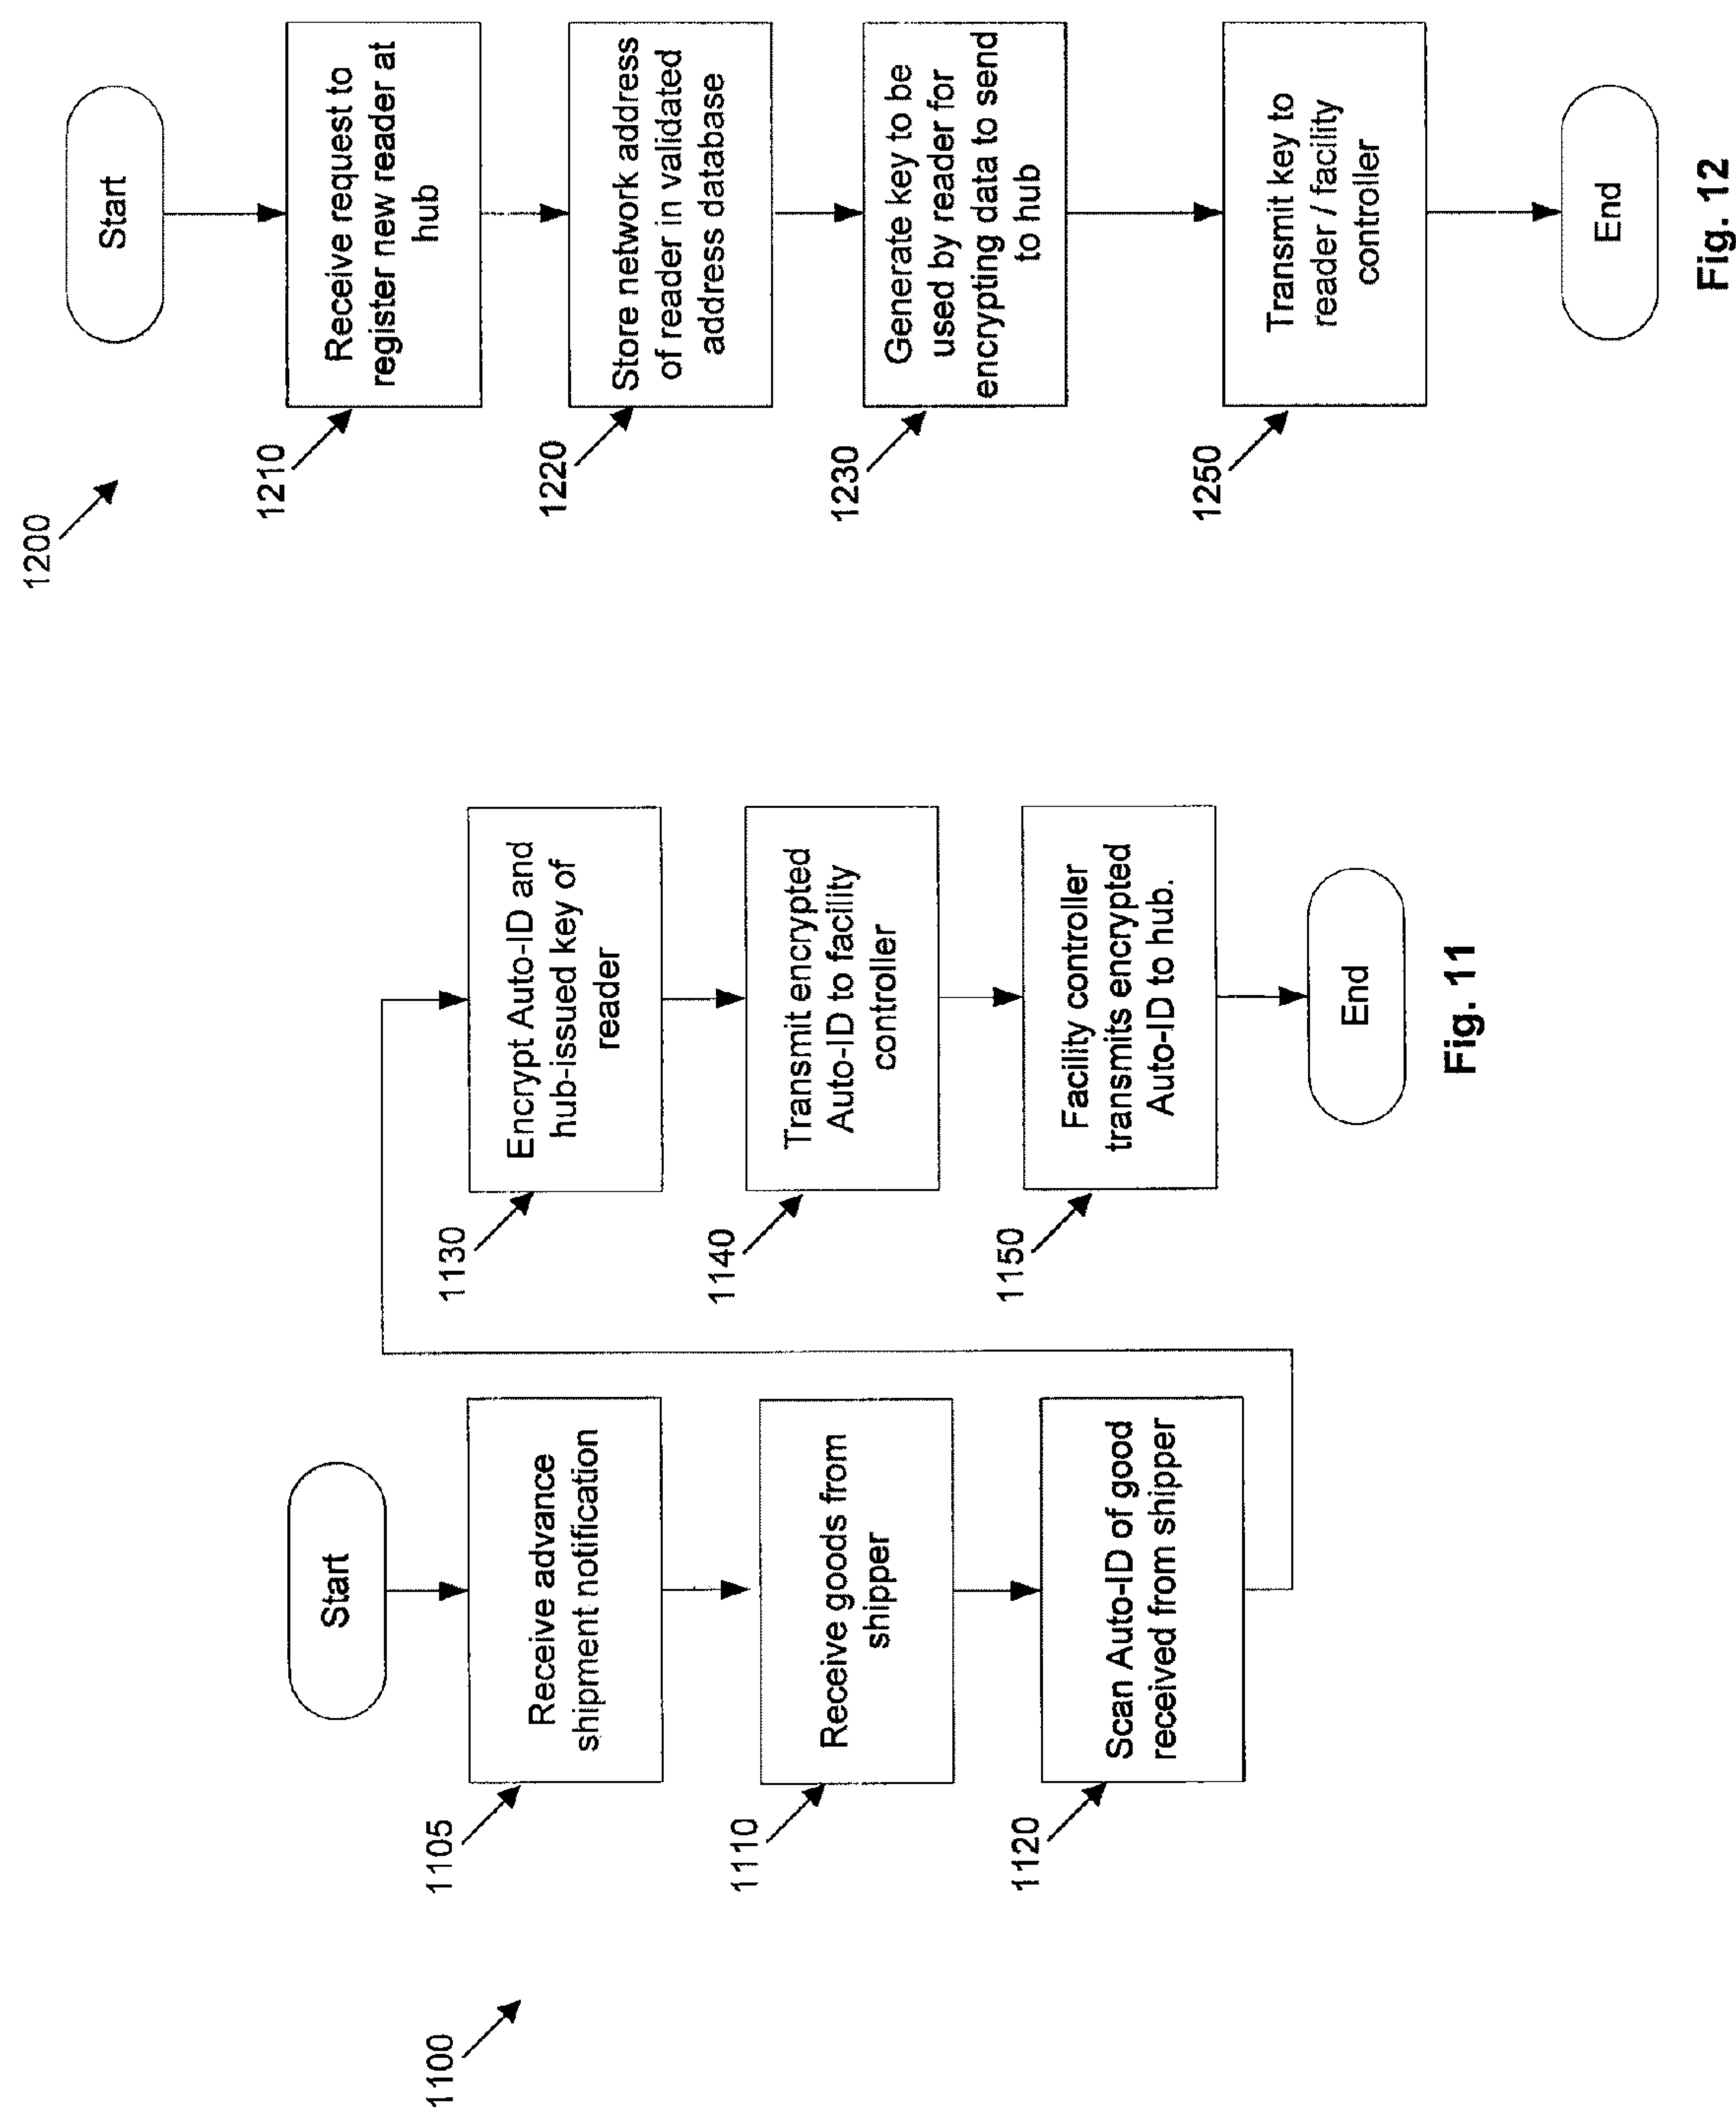 1100
Start
1105
Receive advance
shipment notification
1110
Receive goods from
shipper
1120
Scan Auto-ID of good
received from shipper
1130
Encrypt Auto-ID and
hub-issued key of
reader
1140
Transmit encrypted
Auto-ID to facility
controller
1150
Facility controller
transmits encrypted
Auto-ID to hub.
End
Fig. 11
1200
Start
1210
Receive request to
register new reader at
hub
1220
Store network address
of reader in validated
address database
1230
Generate key to be
used by reader for
encrypting data to send
to hub
1250
Transmit key to
reader / facility
controller
End
Fig. 12